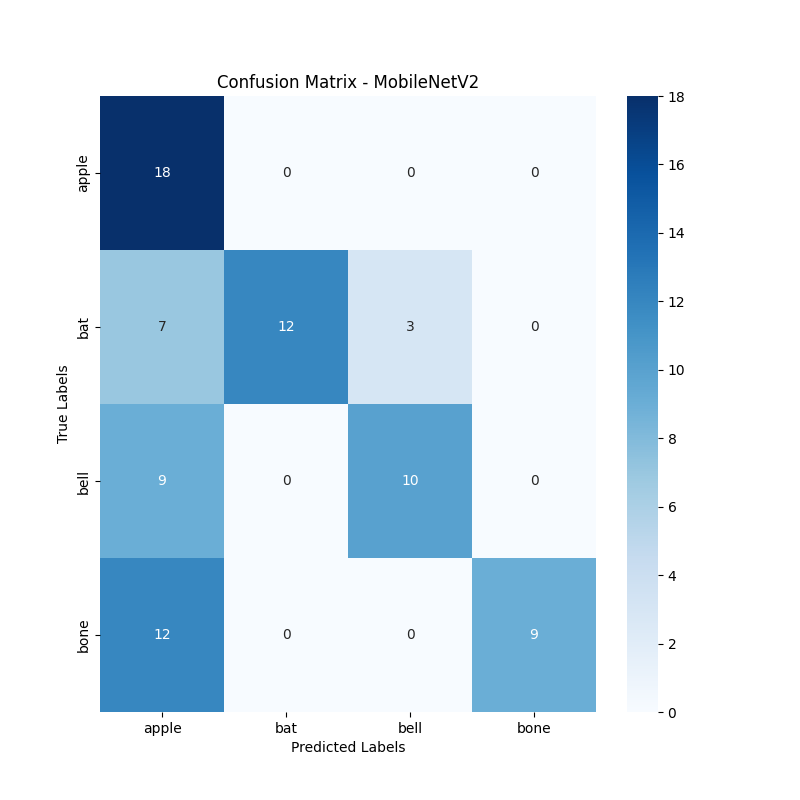 Confusion Matrix - MobileNetV2
18 0 0 0
7 12 3 0
9 0 10 0
12 0 0 9
apple
bat
bell
bone
True Labels
apple bat bell bone
Predicted Labels
18
16
14
12
10
8
6
4
2
0